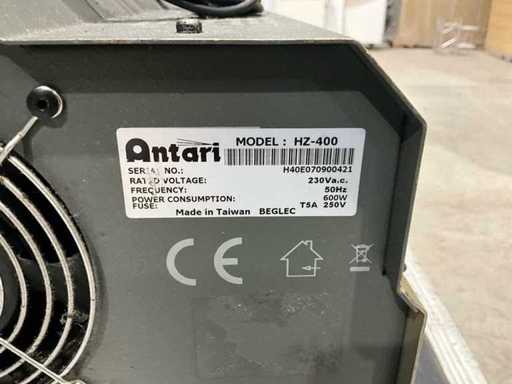 Antari MODEL : HZ-400
SERIAL NO.: H40E070900421
RATED VOLTAGE: 230Va.c.
FREQUENCY: 50Hz
POWER CONSUMPTION: 600W
FUSE: T5A 250V
Made in Taiwan BEGLEC
CE